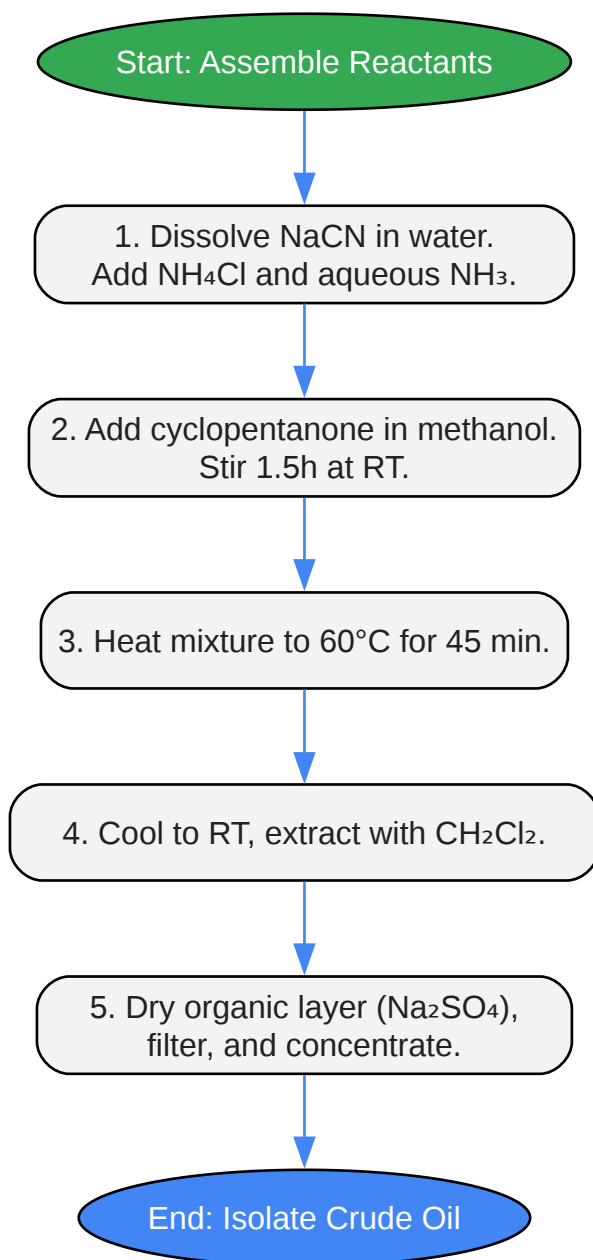 Start: Assemble Reactants
1. Dissolve NaCN in water.
Add NH₄Cl and aqueous NH₃.
2. Add cyclopentanone in methanol.
Stir 1.5h at RT.
3. Heat mixture to 60°C for 45 min.
4. Cool to RT, extract with CH₂Cl₂.
5. Dry organic layer (Na₂SO₄),
filter, and concentrate.
End: Isolate Crude Oil